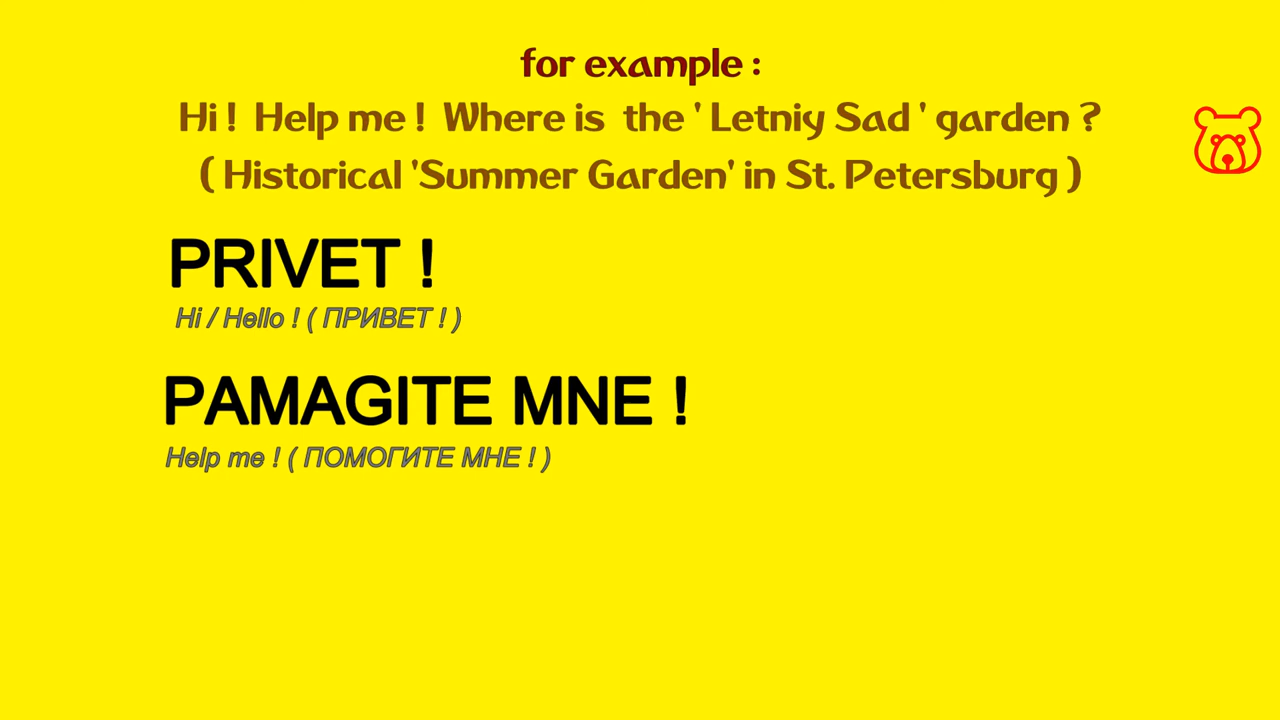 for example :
Hi ! Help me ! Where is the ' Letniy Sad ' garden ?
( Historical 'Summer Garden' in St. Petersburg )
PRIVET !
Hi / Hello ! ( ПРИВЕТ ! )
PAMAGITE MNE !
Help me ! ( ПОМОГИТЕ МНЕ ! )